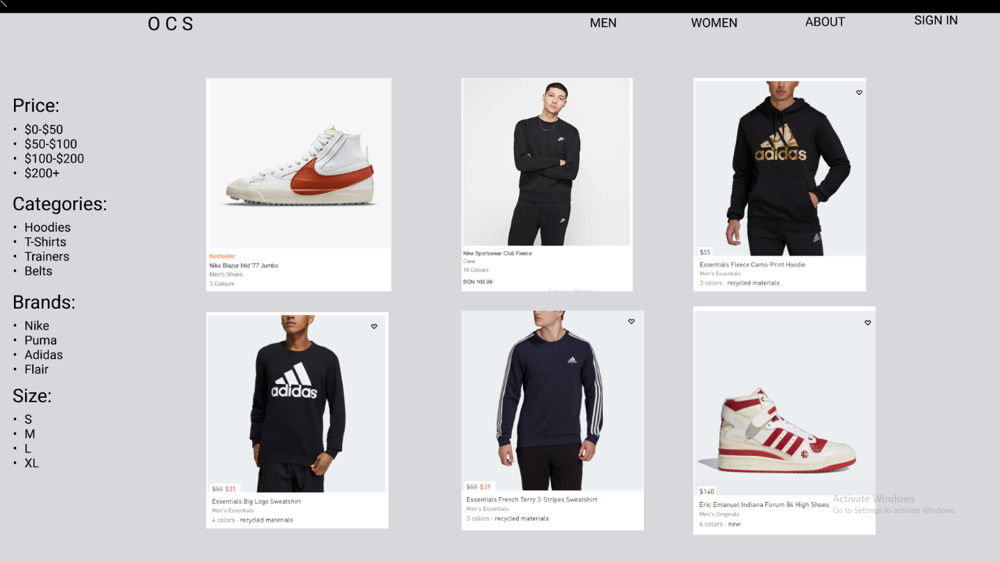 O C S
MEN
WOMEN
ABOUT
SIGN IN
Price:
• $0-$50
• $50-$100
• $100-$200
• $200+
Categories:
• Hoodies
• T-Shirts
• Trainers
• Belts
Brands:
• Nike
• Puma
• Adidas
• Flair
Size:
• S
• M
• L
• XL
Bestseller
Nike Blazer Mid '77 Jumbo
Men's Shoes
3 Colours
Nike Sportswear Club Fleece
Crew
18 Colours
BGN 109.99
Activate Windows
adidas
$55
Essentials Fleece Camo-Print Hoodie
Men's Essentials
3 colors · recycled materials
adidas
$50 $35
Essentials Big Logo Sweatshirt
Men's Essentials
4 colors · recycled materials
$55 $39
Essentials French Terry 3-Stripes Sweatshirt
Men's Essentials
3 colors · recycled materials
$140
Eric Emanuel Indiana Forum 84 High Shoes
Men's Originals
4 colors · new
Activate Windows
Go to Settings to activate Windows.